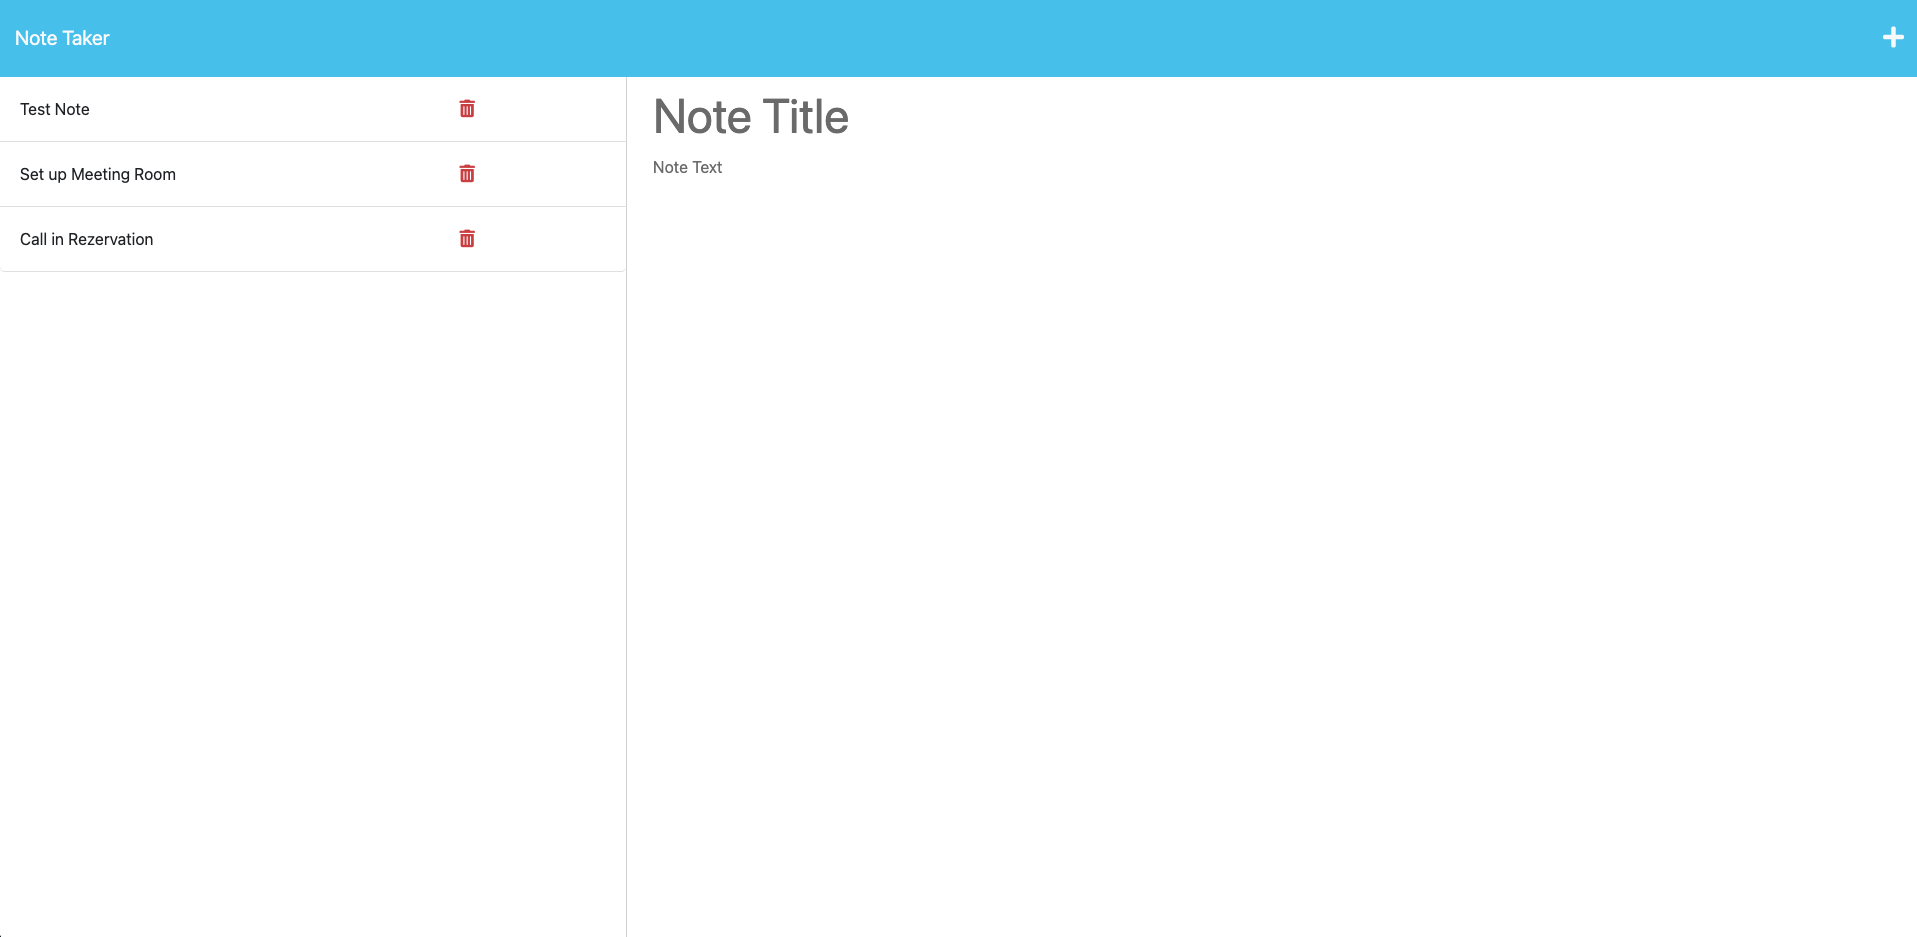 Note Taker
Test Note
Set up Meeting Room
Call in Rezervation
Note Title
Note Text